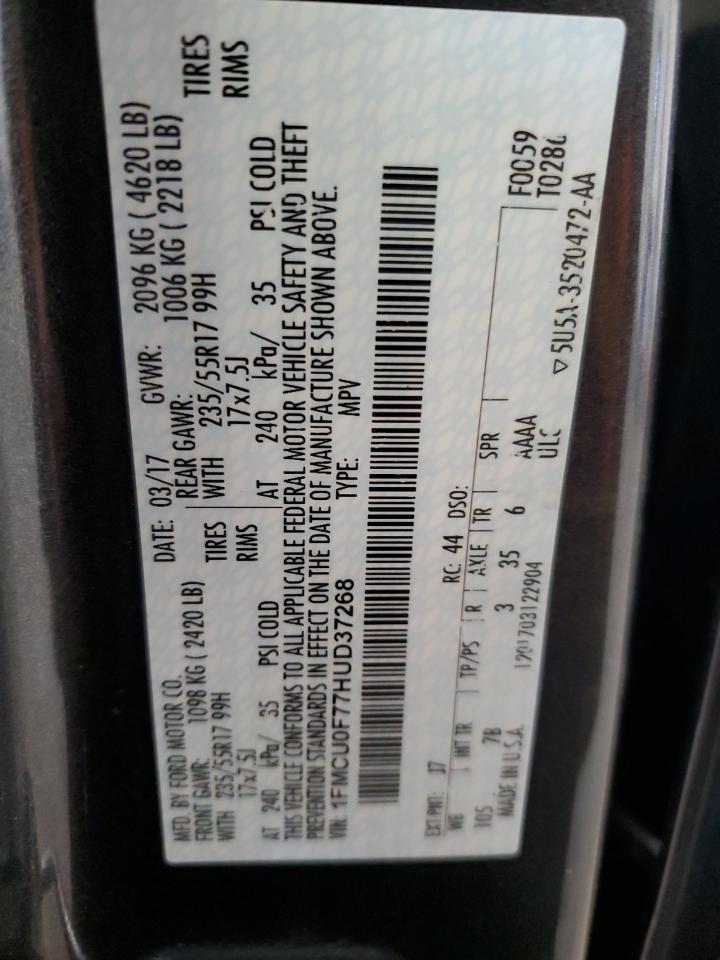 MFD. BY FORD MOTOR CO.
DATE: 03/17 GVWR: 2096 KG ( 4620 LB)
FRONT GAWR: 1098 KG ( 2420 LB) REAR GAWR: 1006 KG ( 2218 LB)
WITH 235/55R17 99H TIRES WITH 235/55R17 99H TIRES
17x7.5J RIMS 17x7.5J RIMS
AT 240 kPa/ 35 PSI COLD AT 240 kPa/ 35 PSI COLD
THIS VEHICLE CONFORMS TO ALL APPLICABLE FEDERAL MOTOR VEHICLE SAFETY AND THEFT
PREVENTION STANDARDS IN EFFECT ON THE DATE OF MANUFACTURE SHOWN ABOVE.
VIN: 1FMCU0F77HUD37268 TYPE: MPV
EXT PNT: J7 RC: 44 DSO: F0059
WB INT TR TP/PS R AXLE TR SPR T0286
105 7B 3 35 6 AAAA
MADE IN U.S.A. 1201703122904 ULC
▽5U5A-3520472-AA